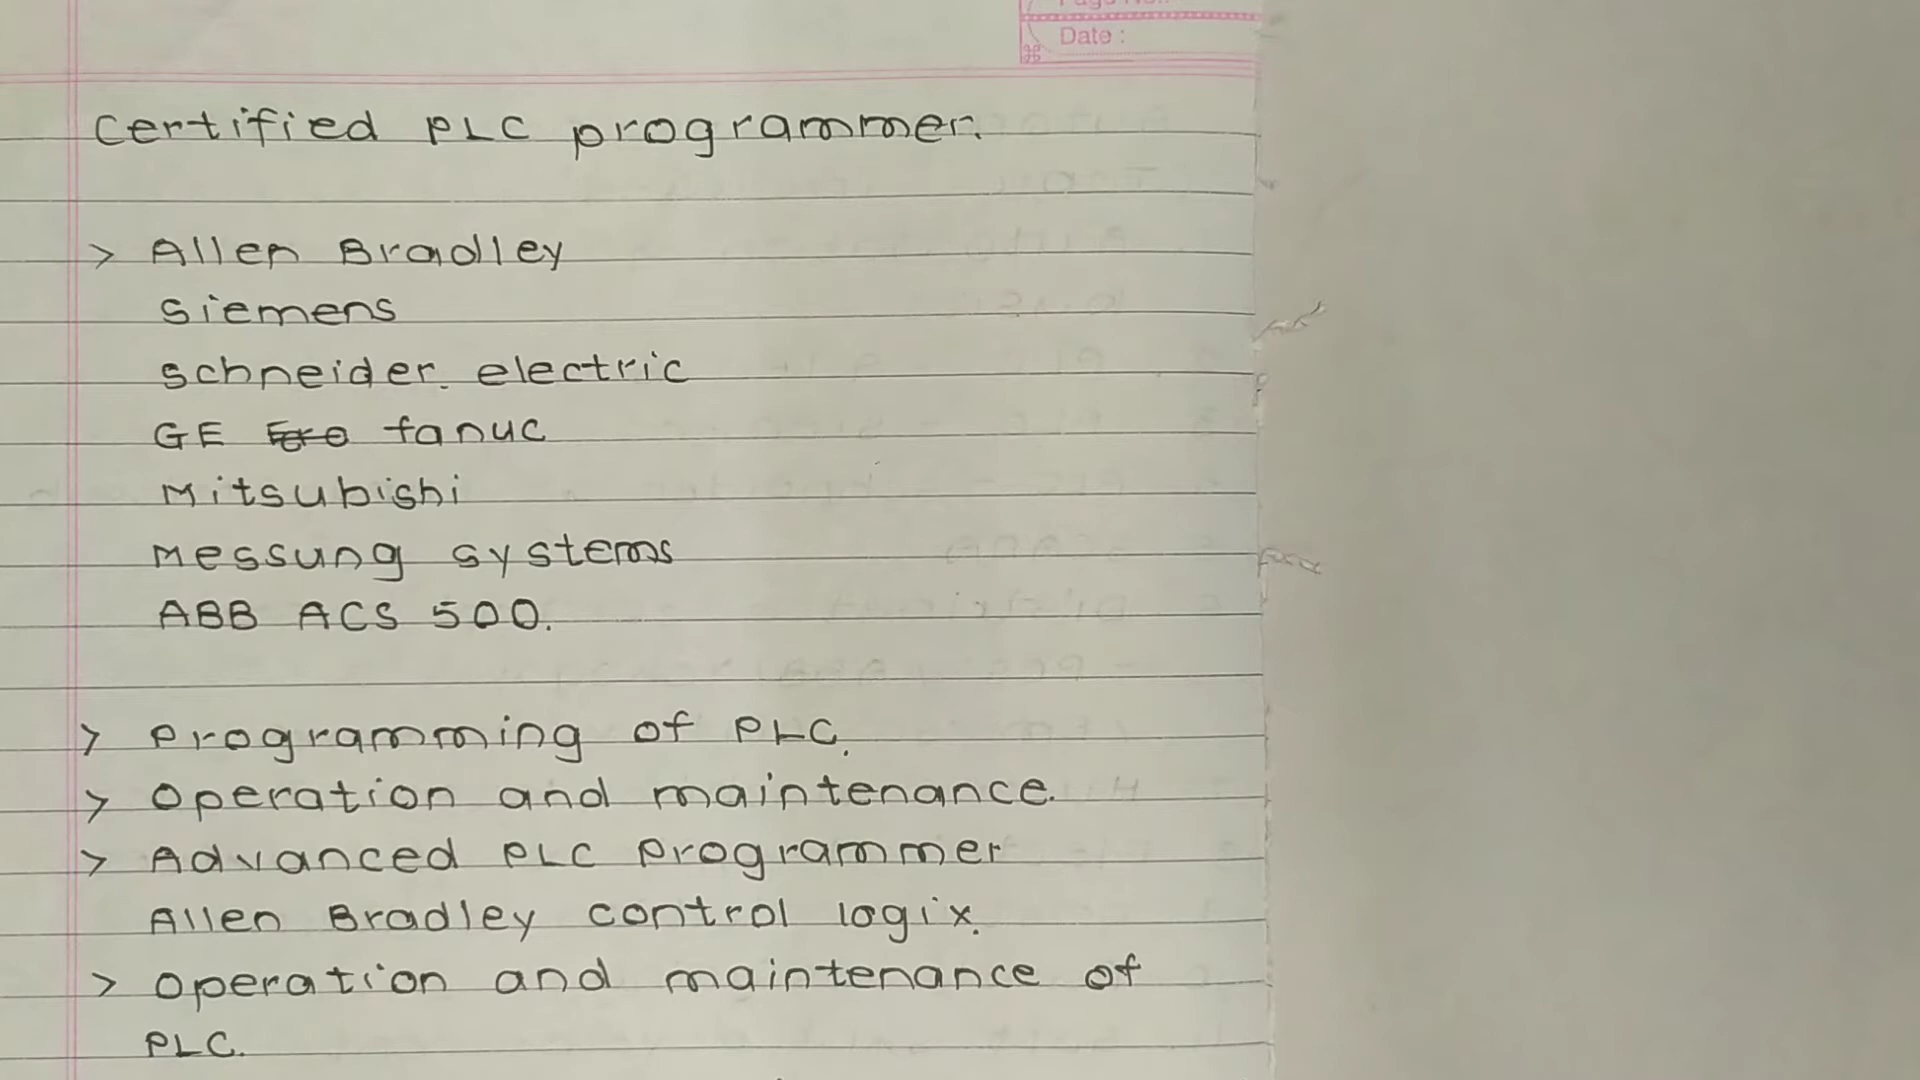 Date :
Certified PLC programmer.
> Allen Bradley
Siemens
Schneider. electric
GE fanuc
Mitsubishi
Messung systems
ABB ACS 500.
> Programming of PLC.
> Operation and maintenance.
> Advanced PLC programmer
Allen Bradley control logix.
> Operation and maintenance of
PLC.